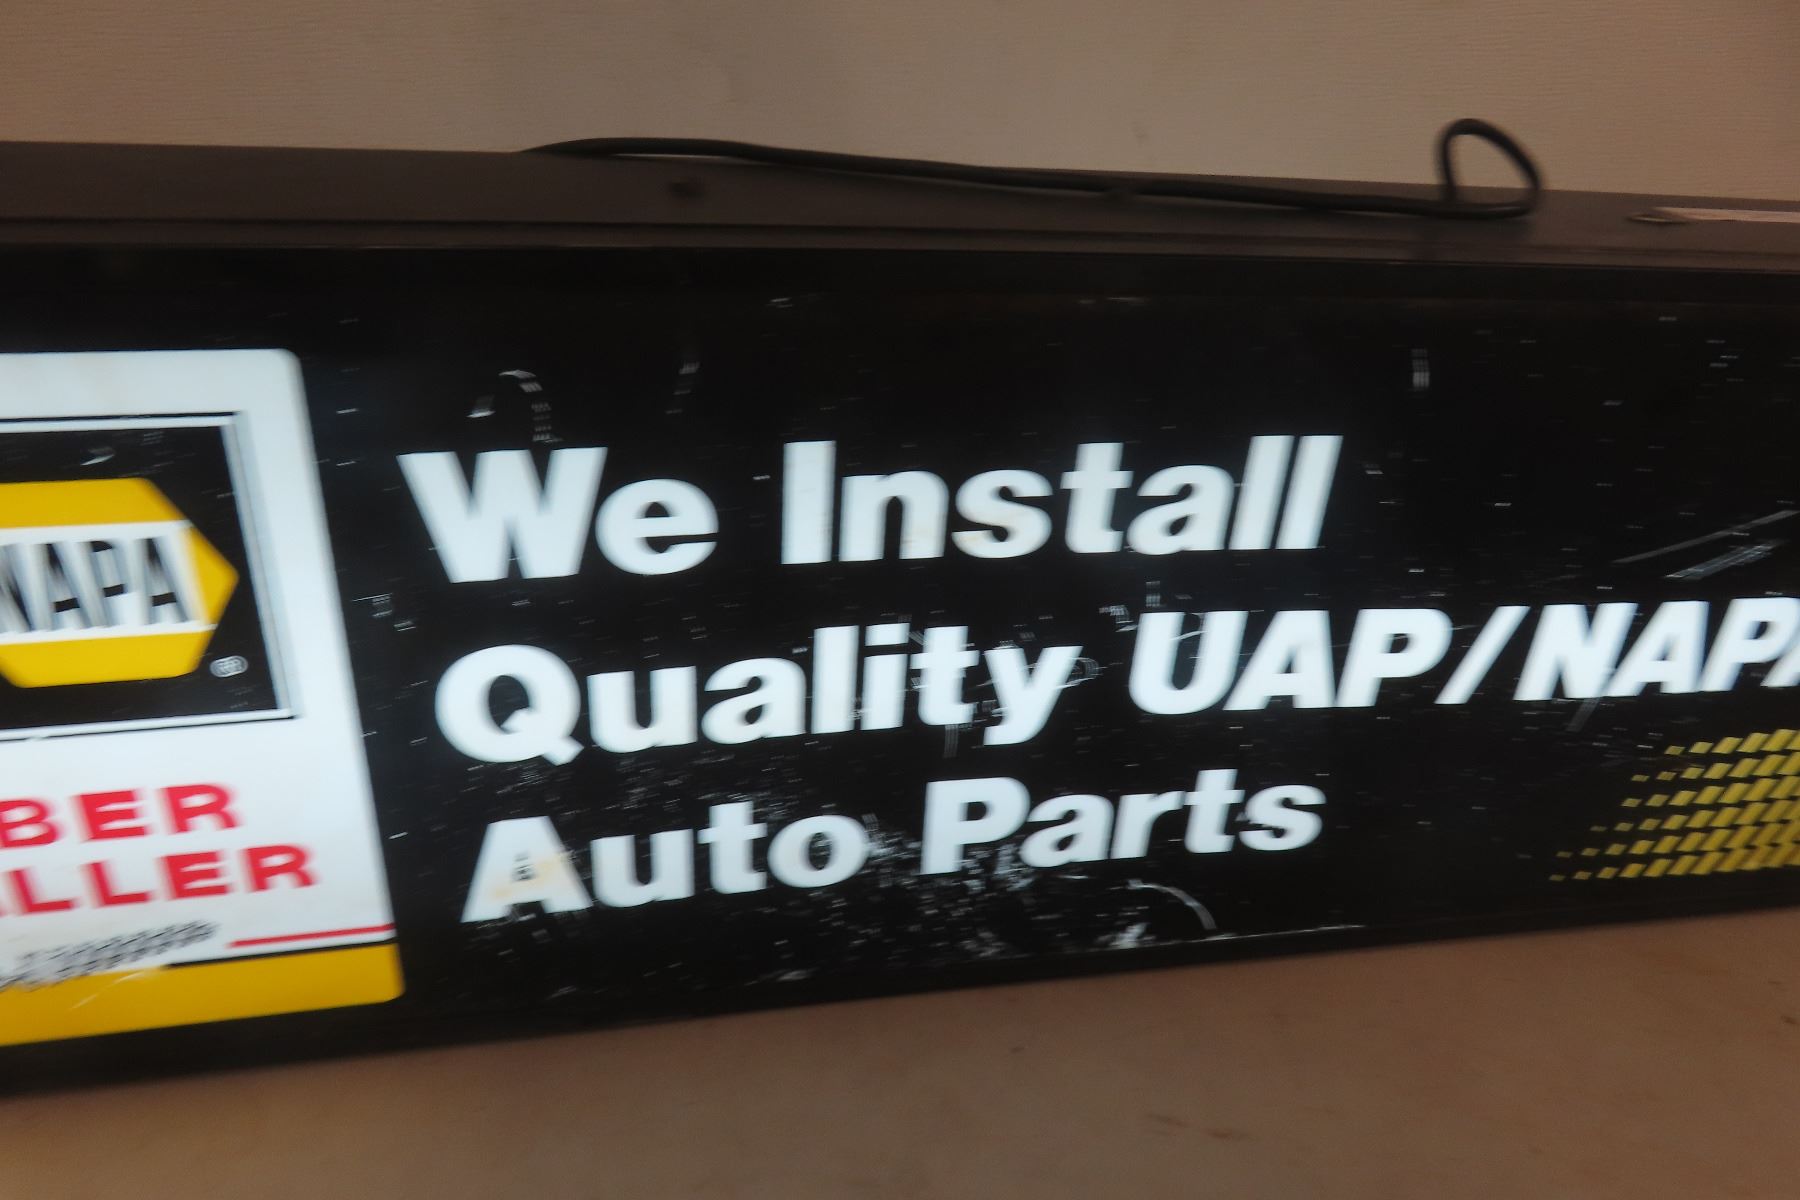 NAPA
BER
LLER
We Install
Quality UAP/NAPA
Auto Parts